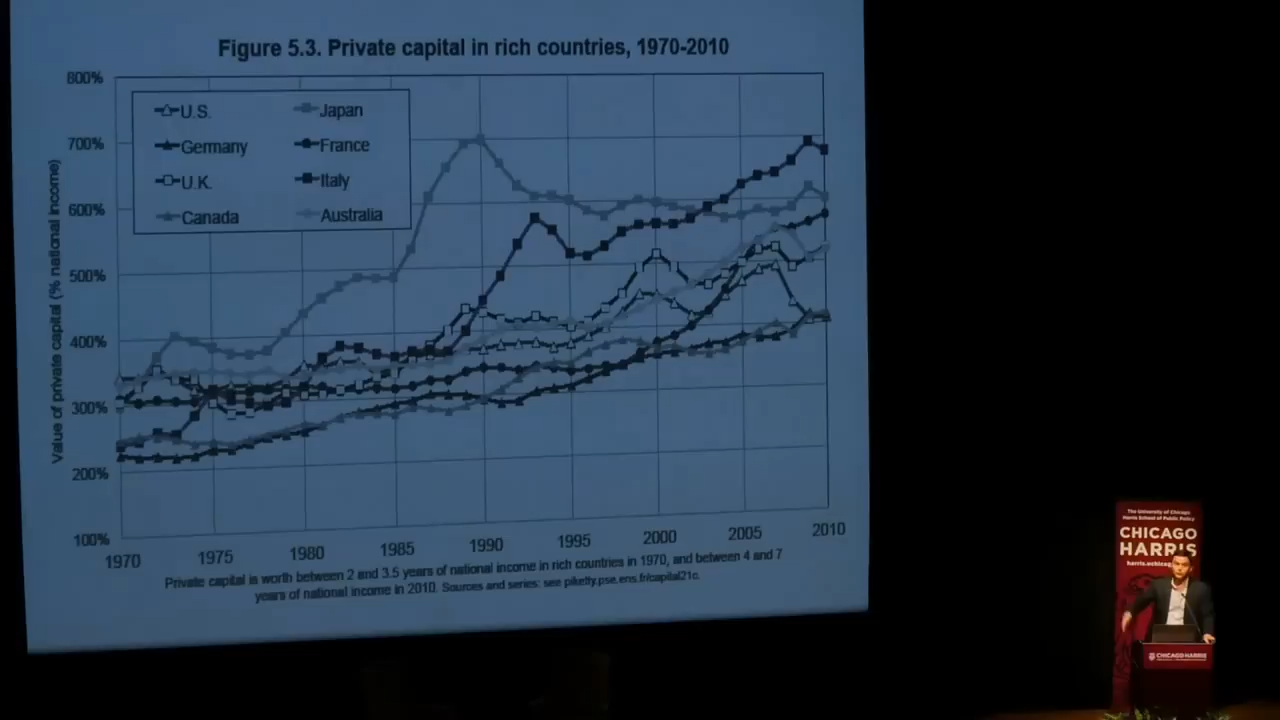 Figure 5.3. Private capital in rich countries, 1970-2010
800%
700%
600%
500%
400%
300%
200%
100%
Value of private capital (% national income)
U.S.
Japan
Germany
France
U.K.
Italy
Canada
Australia
1970
1975
1980
1985
1990
1995
2000
2005
2010
Private capital is worth between 2 and 3.5 years of national income in rich countries in 1970, and between 4 and 7
years of national income in 2010. Sources and series: see piketty.pse.ens.fr/capital21c.
The University of Chicago
Harris School of Public Policy
CHICAGO
HARRIS
CHICAGO HARRIS